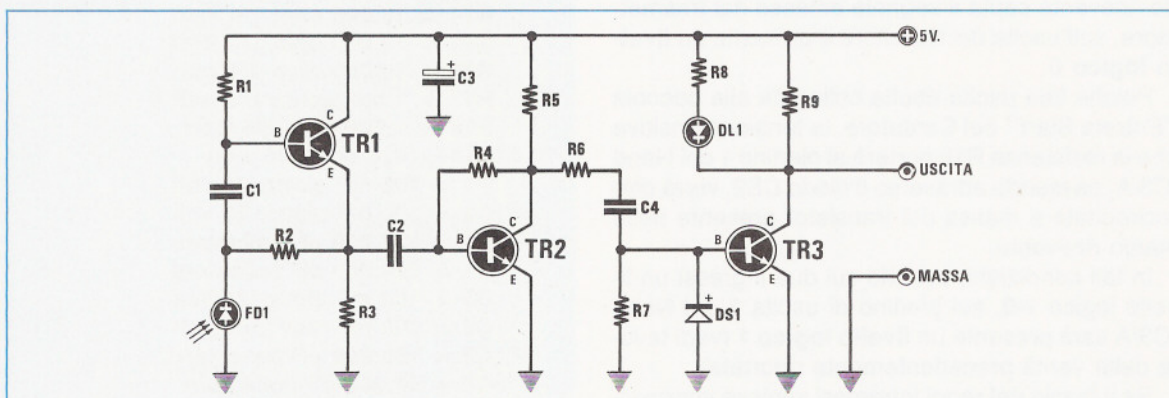 5V.
R1
C
B
TR1
E
C3
+
R5
R8
DL1
R9
USCITA
C1
R4
R6
C4
C
B
TR2
E
C
B
TR3
E
R2
C2
FD1
R3
R7
+
DS1
MASSA